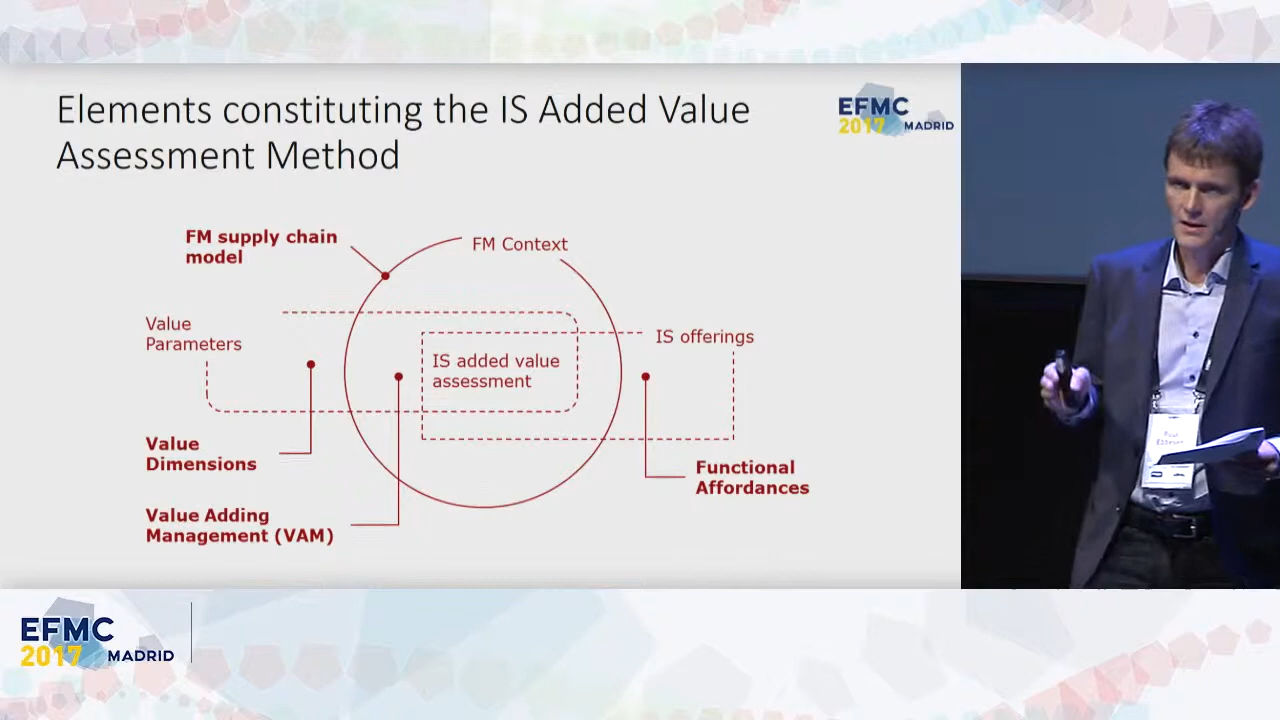 Elements constituting the IS Added Value
Assessment Method
EFMC
2017 MADRID
FM supply chain
model
FM Context
Value
Parameters
IS offerings
IS added value
assessment
Value
Dimensions
Functional
Affordances
Value Adding
Management (VAM)
EFMC
2017 MADRID